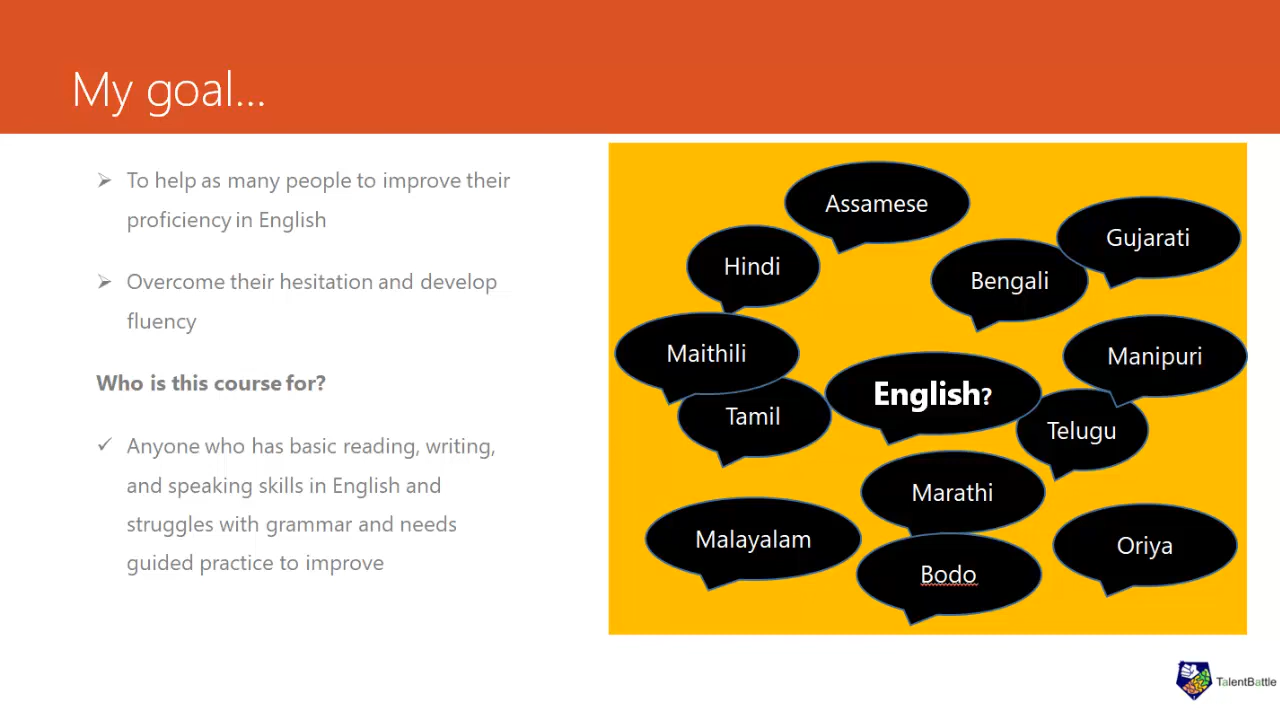 My goal...
To help as many people to improve their
proficiency in English
Overcome their hesitation and develop
fluency
Who is this course for?
Anyone who has basic reading, writing,
and speaking skills in English and
struggles with grammar and needs
guided practice to improve
Assamese
Gujarati
Hindi
Bengali
Maithili
Manipuri
English?
Tamil
Telugu
Marathi
Malayalam
Oriya
Bodo
TalentBattle